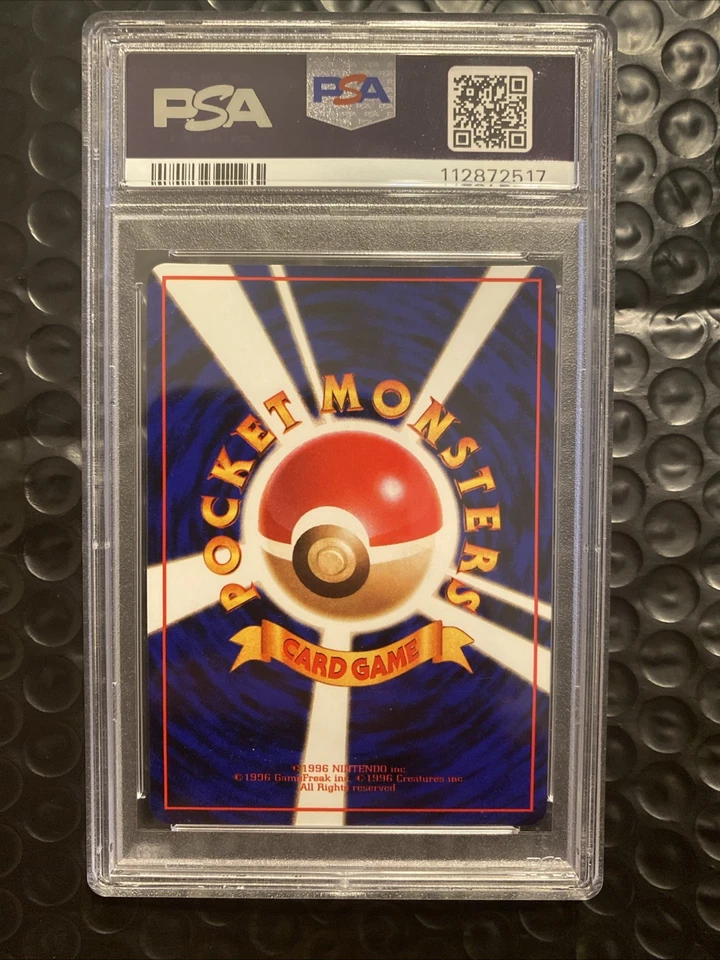 PSA
PSA
112872517
POCKET MONSTERS
CARD GAME
©1996 NINTENDO inc
©1996 GameFreak inc. ©1996 Creatures inc
All Rights reserved